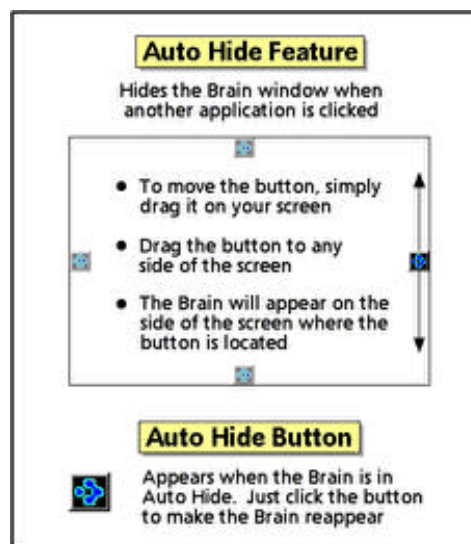 Auto Hide Feature
Hides the Brain window when
another application is clicked
● To move the button, simply
drag it on your screen
● Drag the button to any
side of the screen
● The Brain will appear on the
side of the screen where the
button is located
Auto Hide Button
Appears when the Brain is in
Auto Hide. Just click the button
to make the Brain reappear